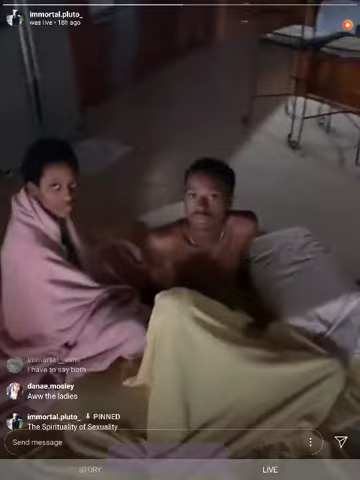 immortal.pluto_
was live • 18h ago
I have to say both
danae.mosley
Aww the ladies
immortal.pluto_ PINNED
The Spirituality of Sexuality
Send message
STORY
LIVE